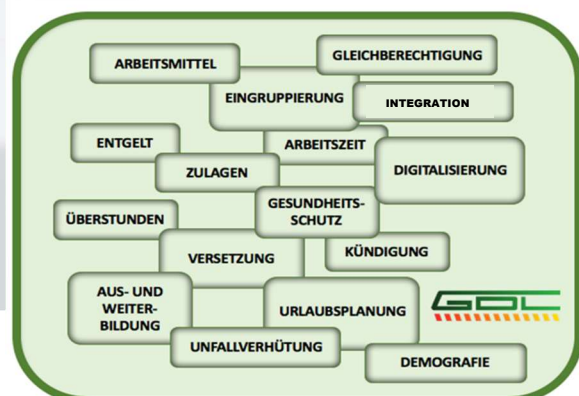 GLEICHBERECHTIGUNG
ARBEITSMITTEL
EINGRUPPIERUNG
INTEGRATION
ENTGELT
ARBEITSZEIT
ZULAGEN
DIGITALISIERUNG
GESUNDHEITS-
SCHUTZ
ÜBERSTUNDEN
VERSETZUNG
KÜNDIGUNG
AUS- UND
WEITER-
BILDUNG
URLAUBSPLANUNG
GDL
UNFALLVERHÜTUNG
DEMOGRAFIE